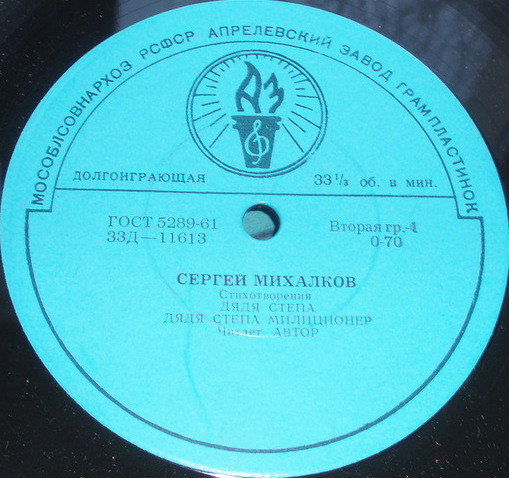 МОСОБЛСОВНАРХОЗ РСФСР АПРЕЛЕВСКИЙ ЗАВОД ГРАМПЛАСТИНОК
АЗ
ДОЛГОИГРАЮЩАЯ 33 1/3 об. в мин.
ГОСТ 5289-61 Вторая гр.-4
33Д—11613 0-70
СЕРГЕЙ МИХАЛКОВ
Стихотворения
ДЯДЯ СТЕПА
ДЯДЯ СТЕПА МИЛИЦИОНЕР
Читает АВТОР